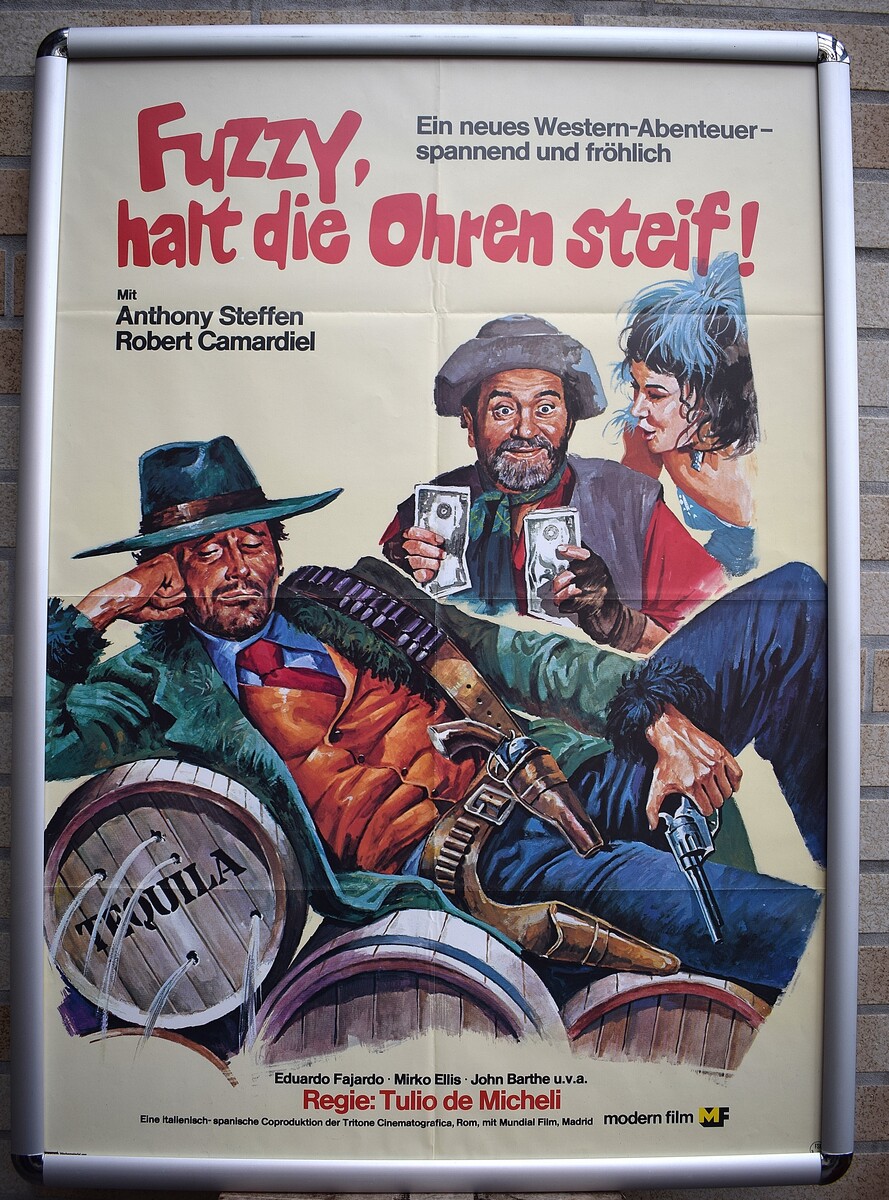 Fuzzy,
halt die Ohren steif!
Ein neues Western-Abenteuer –
spannend und fröhlich
Mit
Anthony Steffen
Robert Camardiel
TEQUILA
Eduardo Fajardo · Mirko Ellis · John Barthe u.v.a.
Regie: Tulio de Micheli
Eine italienisch-spanische Coproduktion der Tritone Cinematografica, Rom, mit Mundial Film, Madrid
modern film MF